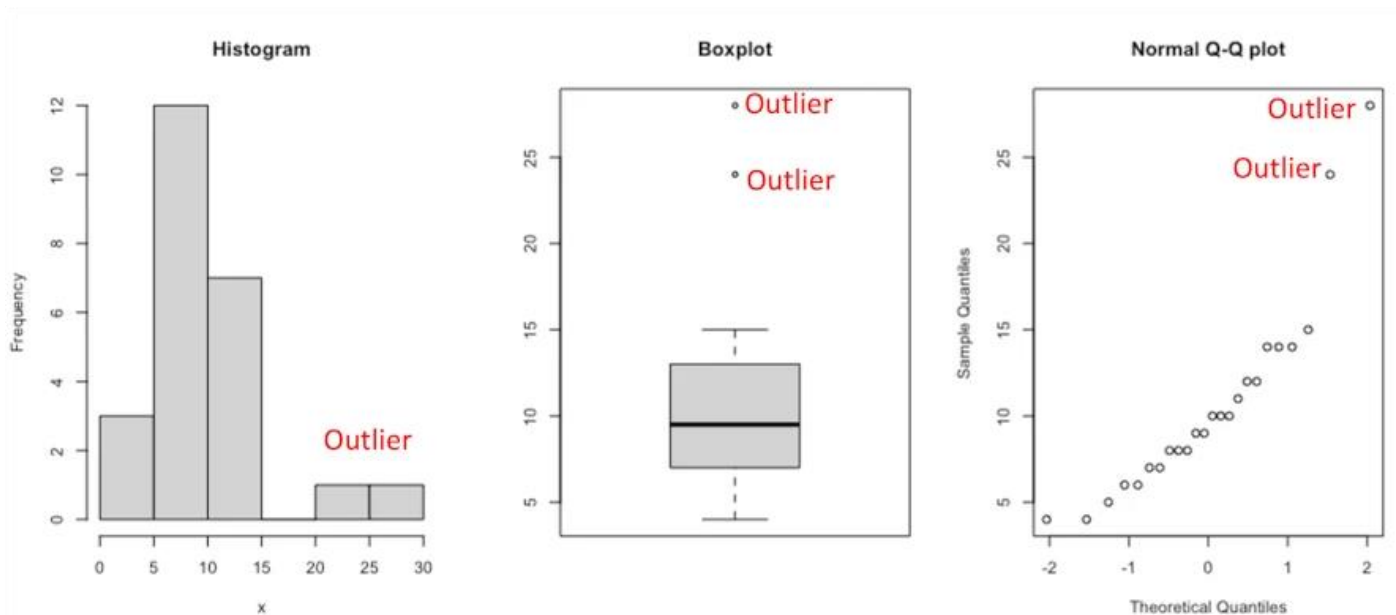 Histogram
Frequency
0
2
4
6
8
10
12
Outlier
0 5 10 15 20 25 30
x
Boxplot
5
10
15
20
25
Outlier
Outlier
Normal Q-Q plot
Sample Quantiles
5
10
15
20
25
Outlier
Outlier
-2 -1 0 1 2
Theoretical Quantiles